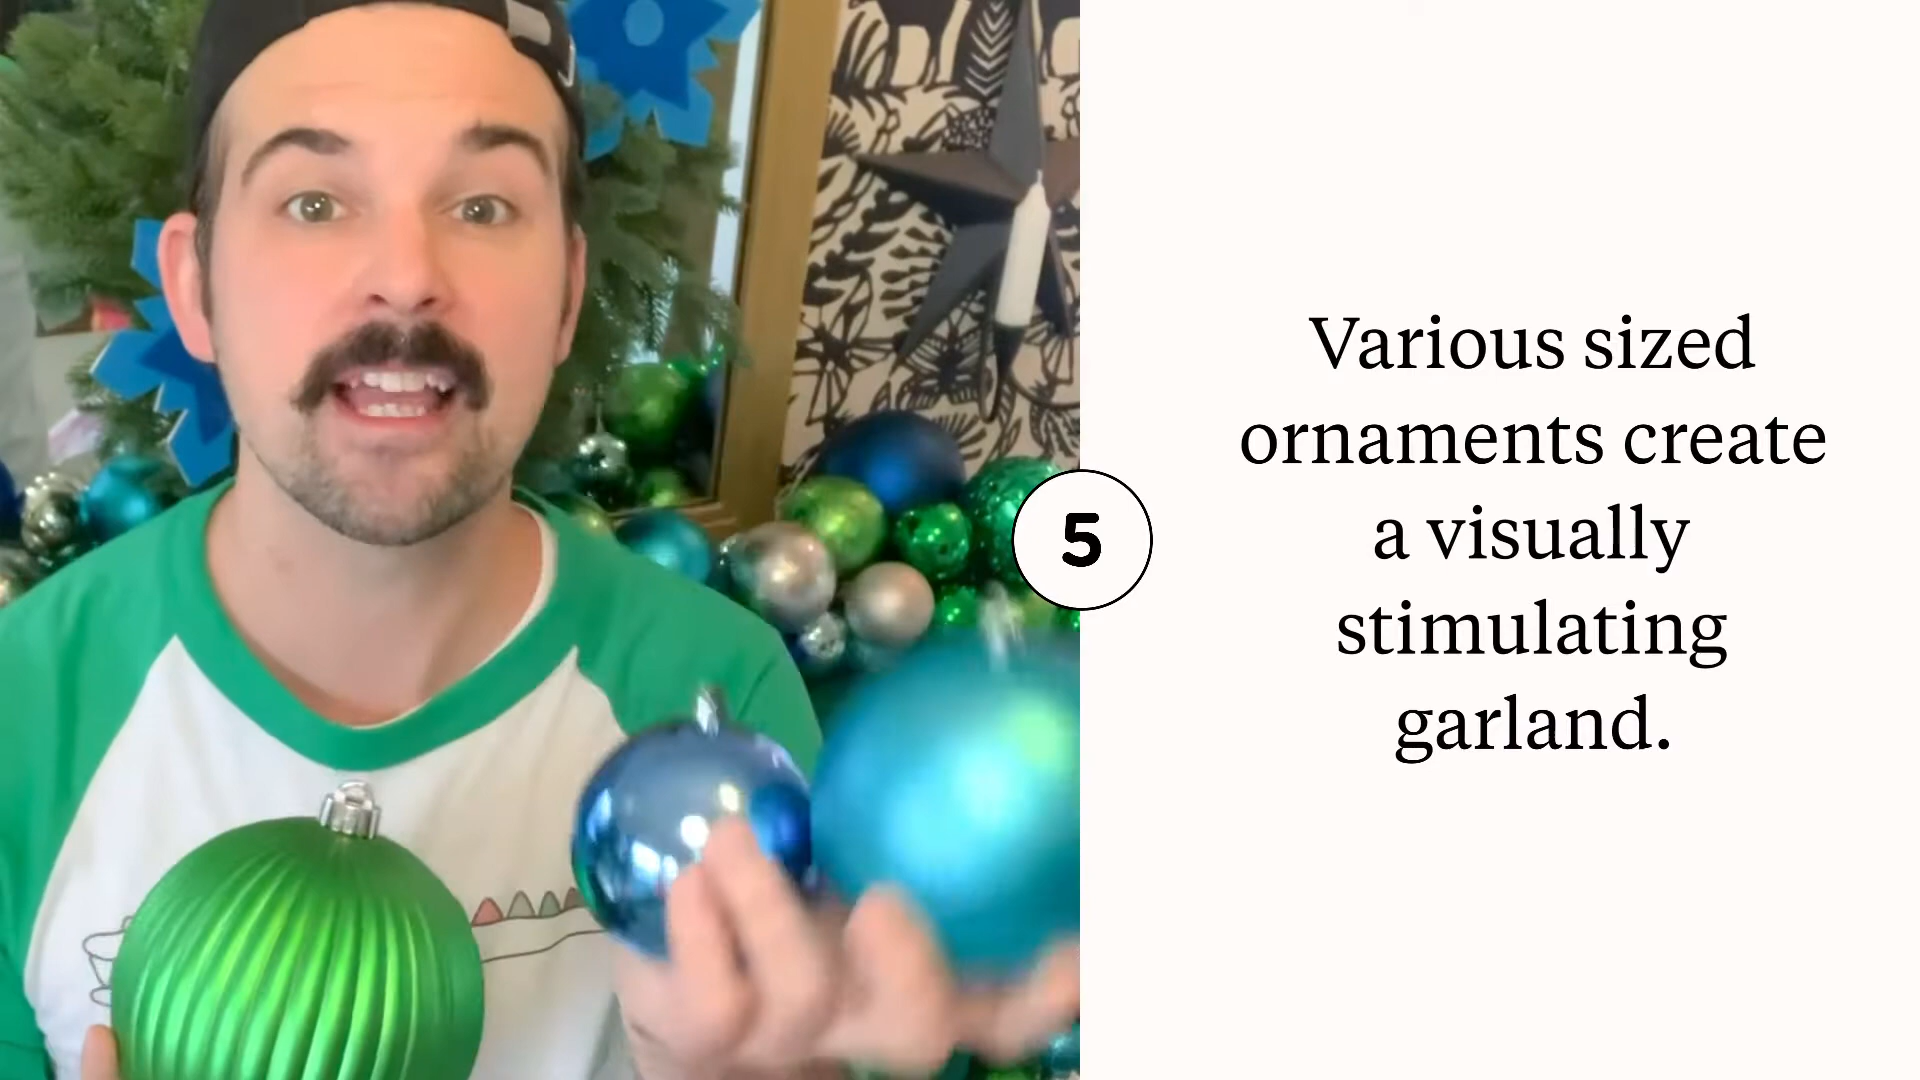 5
Various sized
ornaments create
a visually
stimulating
garland.